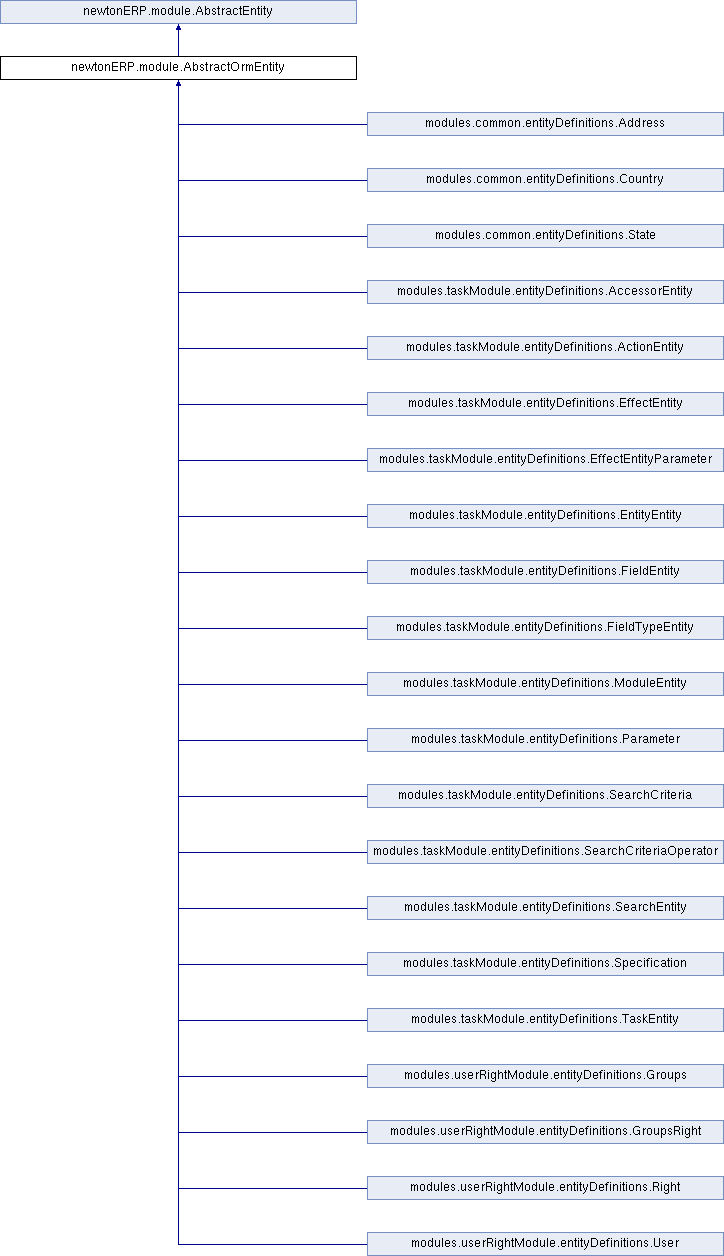 newtonERP.module.AbstractEntity
newtonERP.module.AbstractOrmEntity
modules.common.entityDefinitions.Address
modules.common.entityDefinitions.Country
modules.common.entityDefinitions.State
modules.taskModule.entityDefinitions.AccessorEntity
modules.taskModule.entityDefinitions.ActionEntity
modules.taskModule.entityDefinitions.EffectEntity
modules.taskModule.entityDefinitions.EffectEntityParameter
modules.taskModule.entityDefinitions.EntityEntity
modules.taskModule.entityDefinitions.FieldEntity
modules.taskModule.entityDefinitions.FieldTypeEntity
modules.taskModule.entityDefinitions.ModuleEntity
modules.taskModule.entityDefinitions.Parameter
modules.taskModule.entityDefinitions.SearchCriteria
modules.taskModule.entityDefinitions.SearchCriteriaOperator
modules.taskModule.entityDefinitions.SearchEntity
modules.taskModule.entityDefinitions.Specification
modules.taskModule.entityDefinitions.TaskEntity
modules.userRightModule.entityDefinitions.Groups
modules.userRightModule.entityDefinitions.GroupsRight
modules.userRightModule.entityDefinitions.Right
modules.userRightModule.entityDefinitions.User